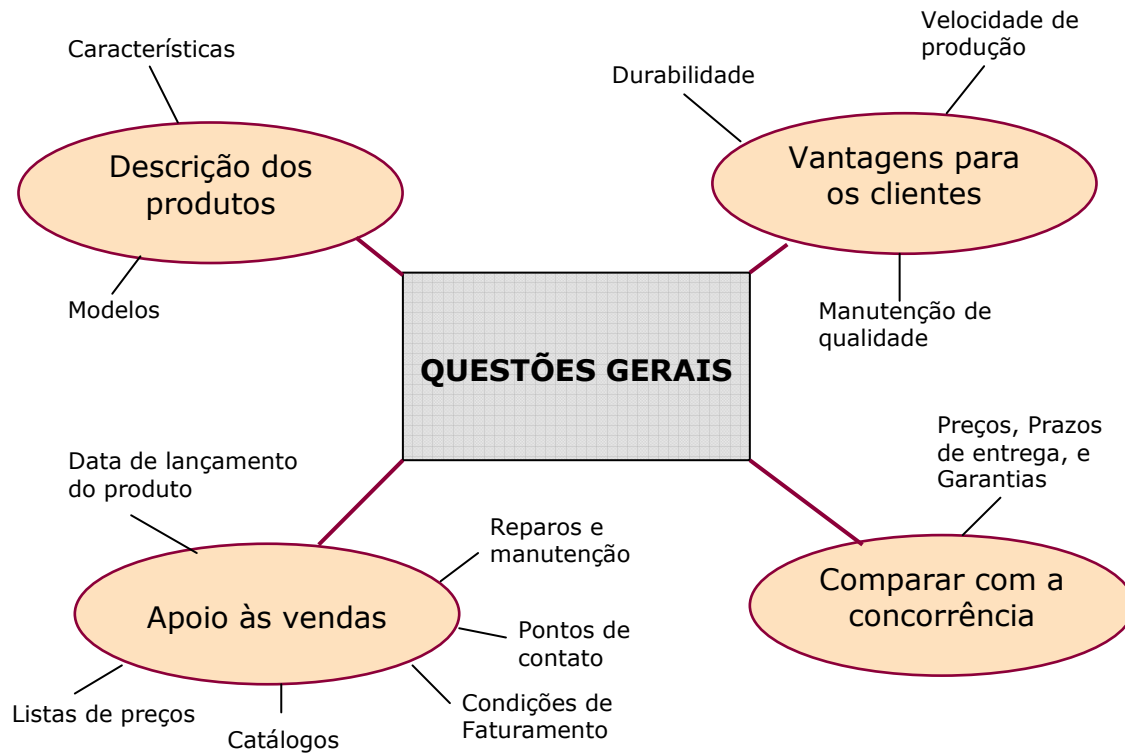 Características
Descrição dos
produtos
Modelos
Velocidade de
produção
Durabilidade
Vantagens para
os clientes
Manutenção de
qualidade
QUESTÕES GERAIS
Data de lançamento
do produto
Reparos e
manutenção
Apoio às vendas
Pontos de
contato
Listas de preços
Catálogos
Condições de
Faturamento
Preços, Prazos
de entrega, e
Garantias
Comparar com a
concorrência